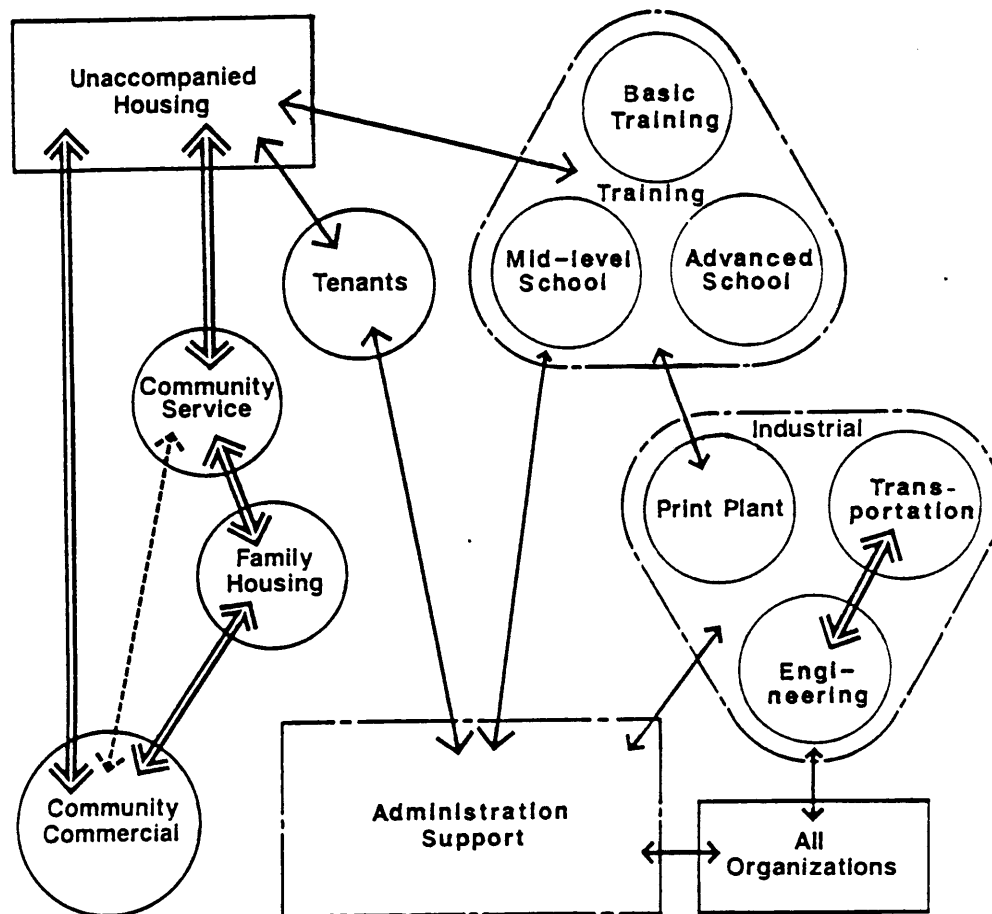 Unaccompanied
Housing
Basic
Training
Training
Mid-level
School
Advanced
School
Tenants
Community
Service
Industrial
Print Plant
Trans-
portation
Family
Housing
Engi-
neering
Community
Commercial
Administration
Support
All
Organizations